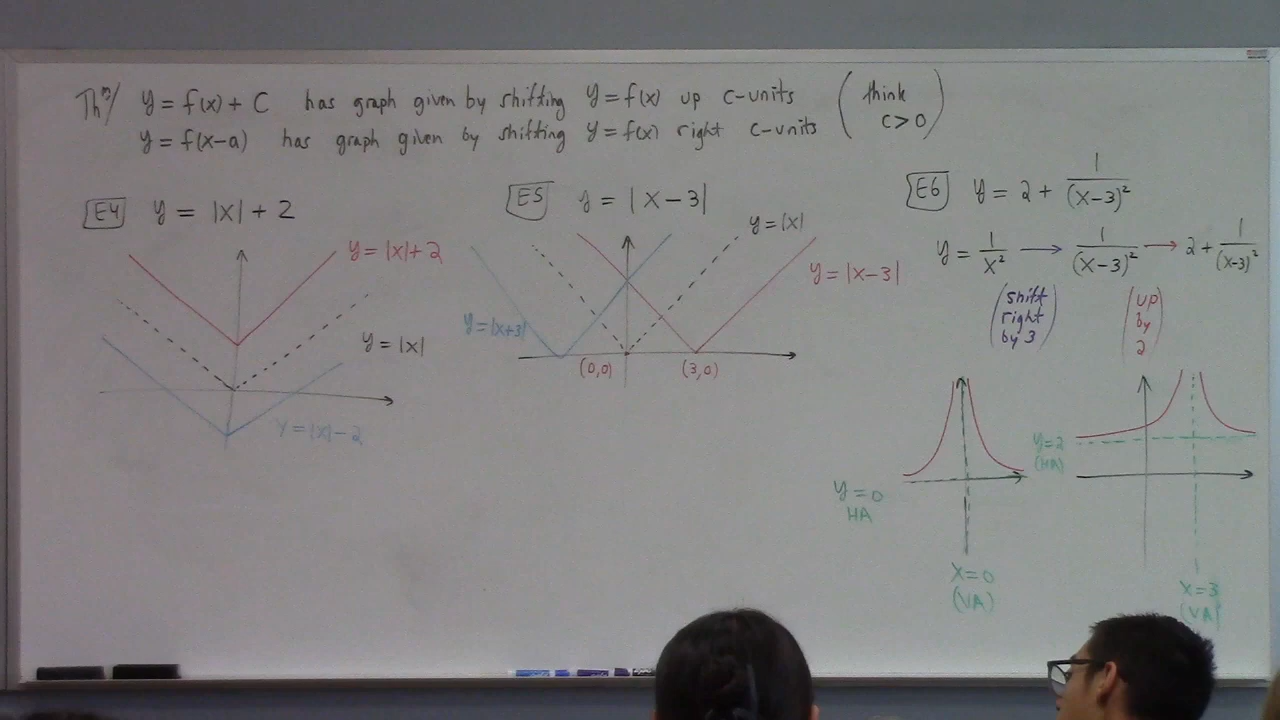 Thm/ y = f(x) + C has graph given by shifting y = f(x) up c-units (think c > 0)
y = f(x-a) has graph given by shifting y = f(x) right c-units
E4 y = |x| + 2
y = |x| + 2
y = |x|
y = |x| - 2
E5 y = |x - 3|
y = |x|
y = |x-3|
y = |x+3|
(0,0) (3,0)
E6 y = 2 + 1/(x-3)²
y = 1/x² → 1/(x-3)² → 2 + 1/(x-3)²
(shift right by 3)
(up by 2)
y = 0
HA
x = 0
(VA)
y = 2
(HA)
x = 3
(VA)